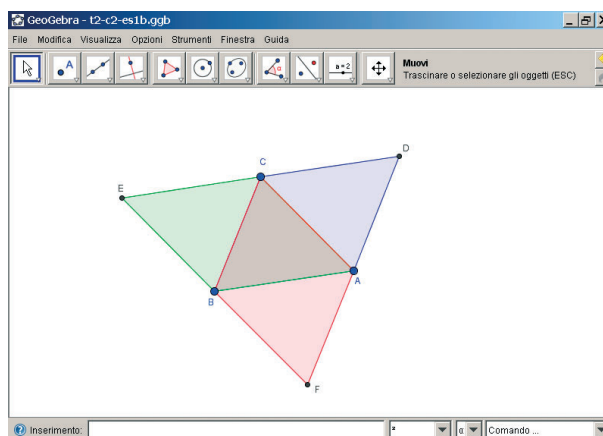 GeoGebra - t2-c2-es1b.ggb
File Modifica Visualizza Opzioni Strumenti Finestra Guida
A
α
a = 2
Muovi
Trascinare o selezionare gli oggetti (ESC)
D
C
E
A
B
F
Inserimento:
²
α
Comando ...